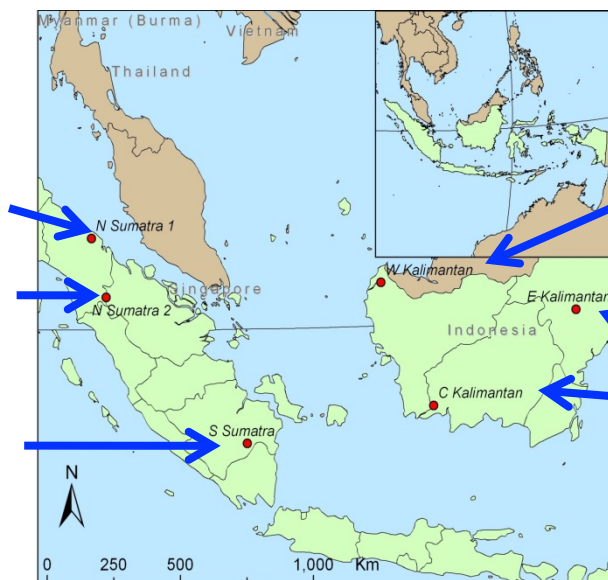 Myanmar (Burma)
Vietnam
Thailand
N Sumatra 1
Singapore
N Sumatra 2
W Kalimantan
E Kalimantan
Indonesia
C Kalimantan
S Sumatra
N
0 250 500 1,000 Km